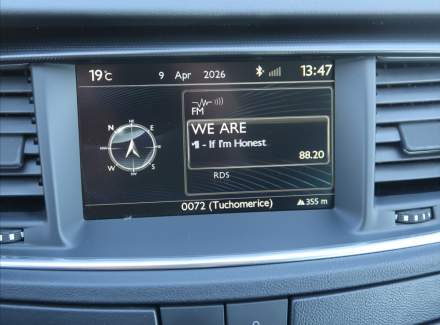 19°C 9 Apr 2026 13:47
FM
WE ARE
- If I'm Honest
88.20
RDS
N
E
S
W
0072 (Tuchomerice) 355 m